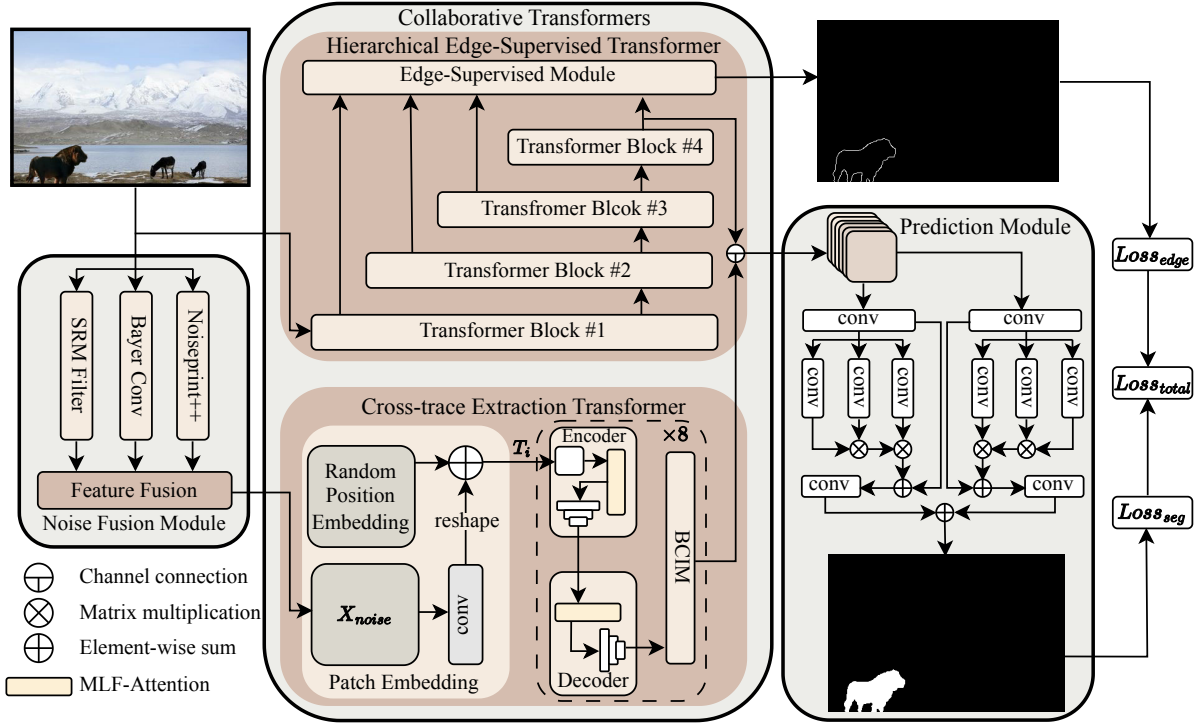 Collaborative Transformers
Hierarchical Edge-Supervised Transformer
Edge-Supervised Module
Transformer Block #4
Transfromer Blcok #3
Transformer Block #2
Transformer Block #1
SRM Filter
Bayer Conv
Noiseprint++
Feature Fusion
Noise Fusion Module
Channel connection
Matrix multiplication
Element-wise sum
MLF-Attention
Cross-trace Extraction Transformer
Random
Position
Embedding
reshape
X_noise
conv
Patch Embedding
T_i
Encoder
×8
BCIM
Decoder
Prediction Module
conv
conv
conv
conv
conv
conv
conv
conv
conv
conv
Loss_edge
Loss_total
Loss_seg